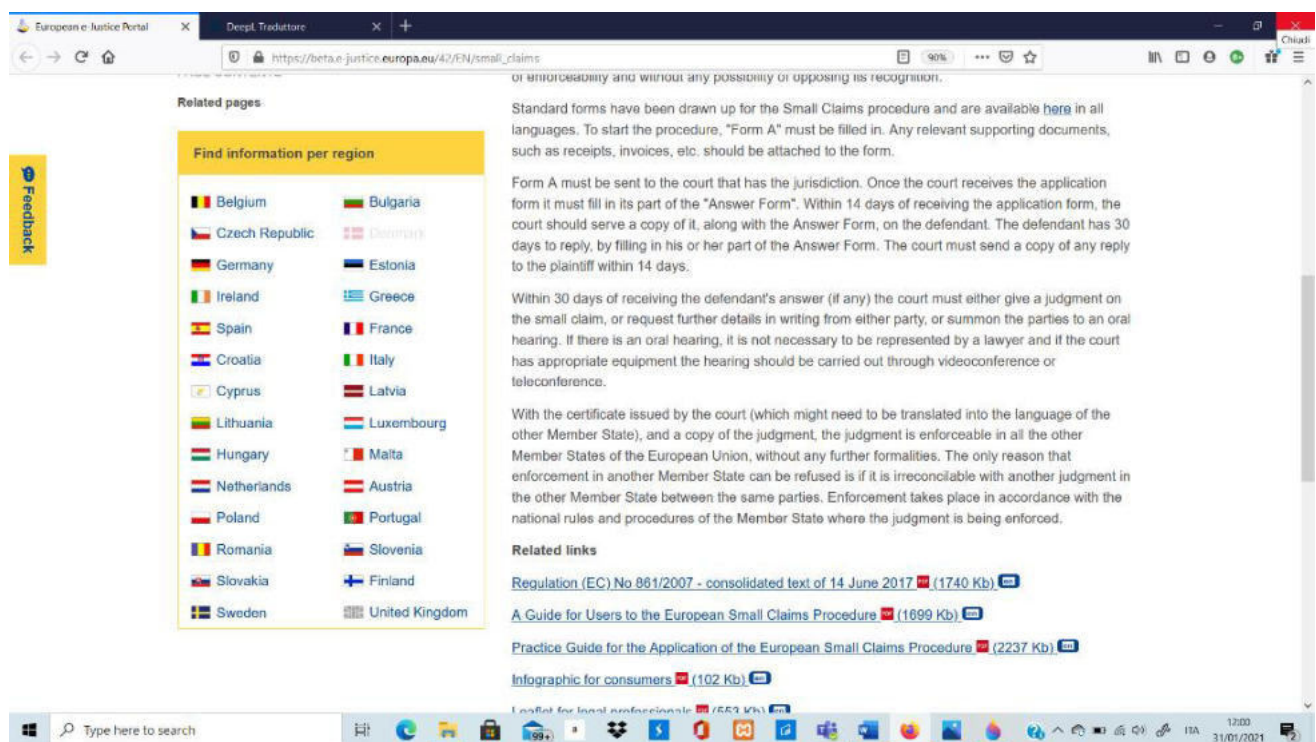 European e-Justice Portal
DeepL Traduttore
Chiudi
https://beta.e-justice.europa.eu/42/EN/small_claims
90%
Related pages
Find information per region
Belgium
Bulgaria
Czech Republic
Denmark
Germany
Estonia
Ireland
Greece
Spain
France
Croatia
Italy
Cyprus
Latvia
Lithuania
Luxembourg
Hungary
Malta
Netherlands
Austria
Poland
Portugal
Romania
Slovenia
Slovakia
Finland
Sweden
United Kingdom
Feedback
of enforceability and without any possibility of opposing its recognition.
Standard forms have been drawn up for the Small Claims procedure and are available here in all
languages. To start the procedure, "Form A" must be filled in. Any relevant supporting documents,
such as receipts, invoices, etc. should be attached to the form.
Form A must be sent to the court that has the jurisdiction. Once the court receives the application
form it must fill in its part of the "Answer Form". Within 14 days of receiving the application form, the
court should serve a copy of it, along with the Answer Form, on the defendant. The defendant has 30
days to reply, by filling in his or her part of the Answer Form. The court must send a copy of any reply
to the plaintiff within 14 days.
Within 30 days of receiving the defendant's answer (if any) the court must either give a judgment on
the small claim, or request further details in writing from either party, or summon the parties to an oral
hearing. If there is an oral hearing, it is not necessary to be represented by a lawyer and if the court
has appropriate equipment the hearing should be carried out through videoconference or
teleconference.
With the certificate issued by the court (which might need to be translated into the language of the
other Member State), and a copy of the judgment, the judgment is enforceable in all the other
Member States of the European Union, without any further formalities. The only reason that
enforcement in another Member State can be refused is if it is irreconcilable with another judgment in
the other Member State between the same parties. Enforcement takes place in accordance with the
national rules and procedures of the Member State where the judgment is being enforced.
Related links
Regulation (EC) No 861/2007 - consolidated text of 14 June 2017 PDF (1740 Kb) en
A Guide for Users to the European Small Claims Procedure PDF (1699 Kb) en
Practice Guide for the Application of the European Small Claims Procedure PDF (2237 Kb) en
Infographic for consumers PDF (102 Kb) en
Leaflet for legal professionals PDF (553 Kb) en
Type here to search
99+
ITA
12:00
31/01/2021